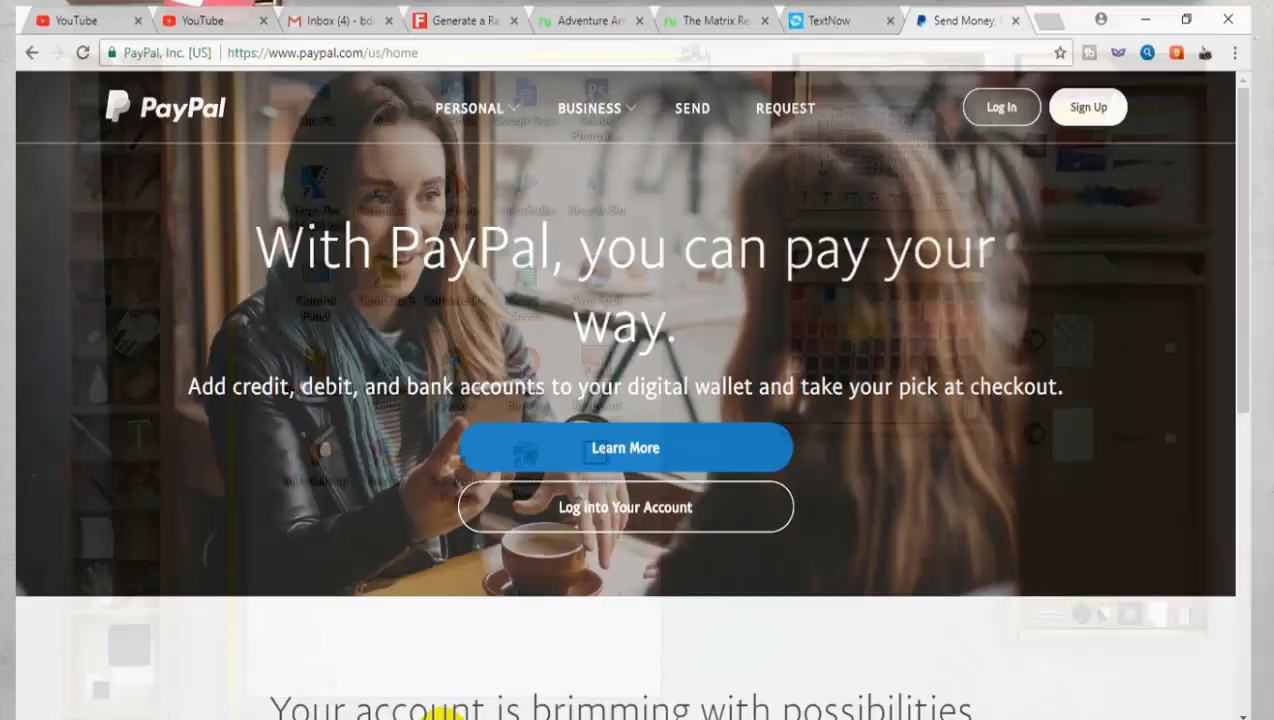 YouTube
YouTube
Inbox (4) - bd
Generate a Ra
Adventure An
The Matrix Re
TextNow
Send Money,
PayPal, Inc. [US]
https://www.paypal.com/us/home
PayPal
PERSONAL
BUSINESS
SEND
REQUEST
Log In
Sign Up
With PayPal, you can pay your
way.
Add credit, debit, and bank accounts to your digital wallet and take your pick at checkout.
Learn More
Log into Your Account
Your account is brimming with possibilities